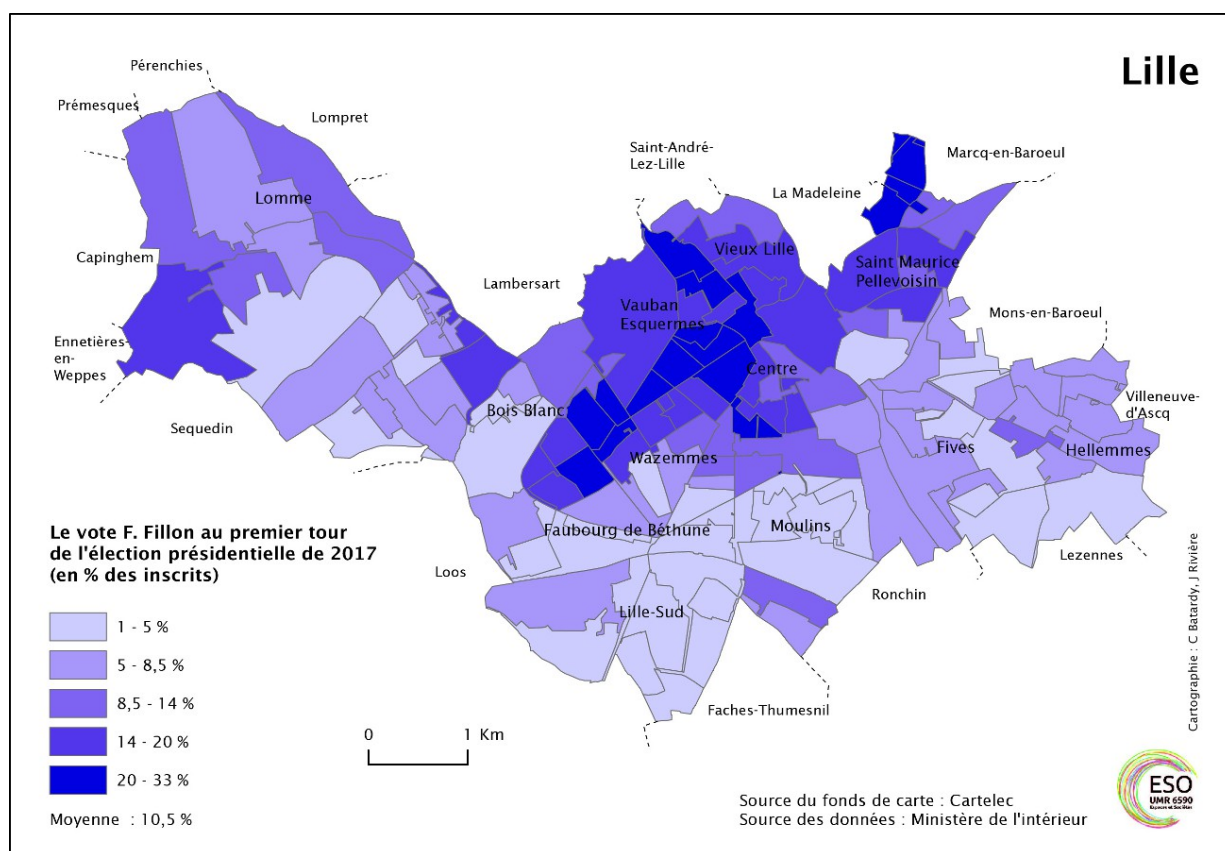 Lille
Pérenchies
Prémesques
Lompret
Saint-André-
Lez-Lille
Marcq-en-Baroeul
La Madeleine
Lomme
Capinghem
Vieux Lille
Saint Maurice
Pellevoisin
Lambersart
Vauban
Esquermes
Mons-en-Baroeul
Ennetières-
en-
Weppes
Centre
Villeneuve-
d'Ascq
Bois Blanc
Sequedin
Wazemmes
Fives
Hellemmes
Faubourg de Béthune
Moulins
Le vote F. Fillon au premier tour
de l'élection présidentielle de 2017
(en % des inscrits)
Loos
Lezennes
Ronchin
Lille-Sud
1 - 5 %
5 - 8,5 %
8,5 - 14 %
14 - 20 %
20 - 33 %
Moyenne : 10,5 %
Faches-Thumesnil
0 1 Km
Cartographie : C Batardy, J Rivière
Source du fonds de carte : Cartelec
Source des données : Ministère de l'intérieur
ESO
UMR 6590
Espaces et Sociétés